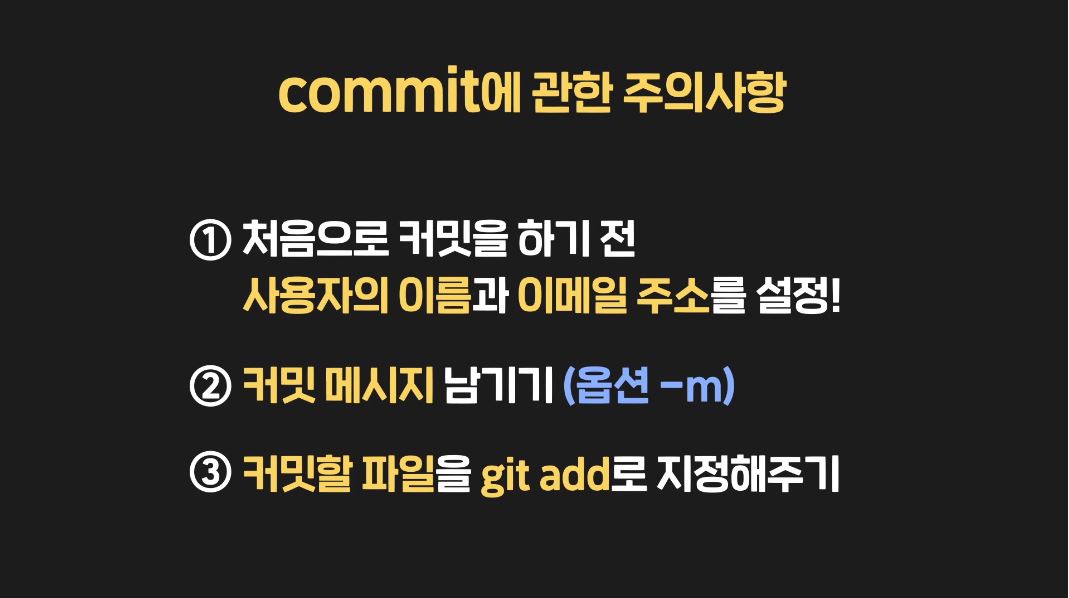 commit에 관한 주의사항
① 처음으로 커밋을 하기 전
사용자의 이름과 이메일 주소를 설정!
② 커밋 메시지 남기기 (옵션 -m)
③ 커밋할 파일을 git add로 지정해주기